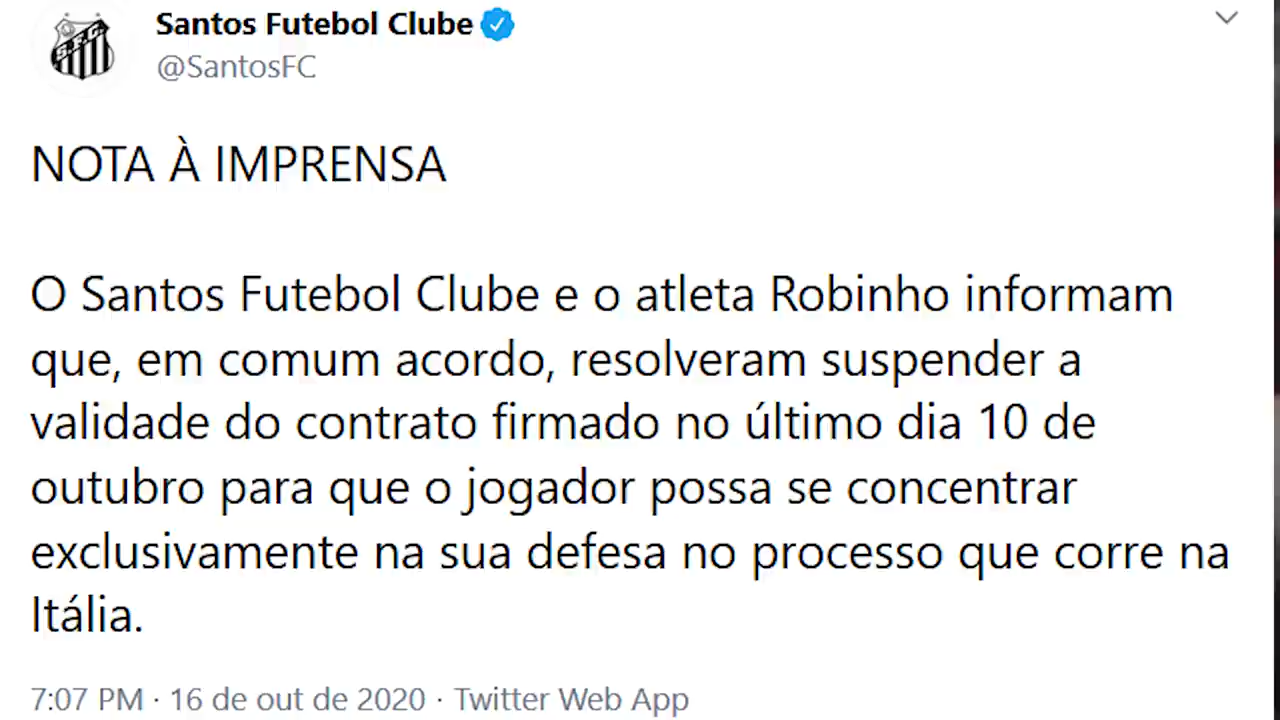 Santos Futebol Clube
@SantosFC
NOTA À IMPRENSA
O Santos Futebol Clube e o atleta Robinho informam
que, em comum acordo, resolveram suspender a
validade do contrato firmado no último dia 10 de
outubro para que o jogador possa se concentrar
exclusivamente na sua defesa no processo que corre na
Itália.
7:07 PM · 16 de out de 2020 · Twitter Web App